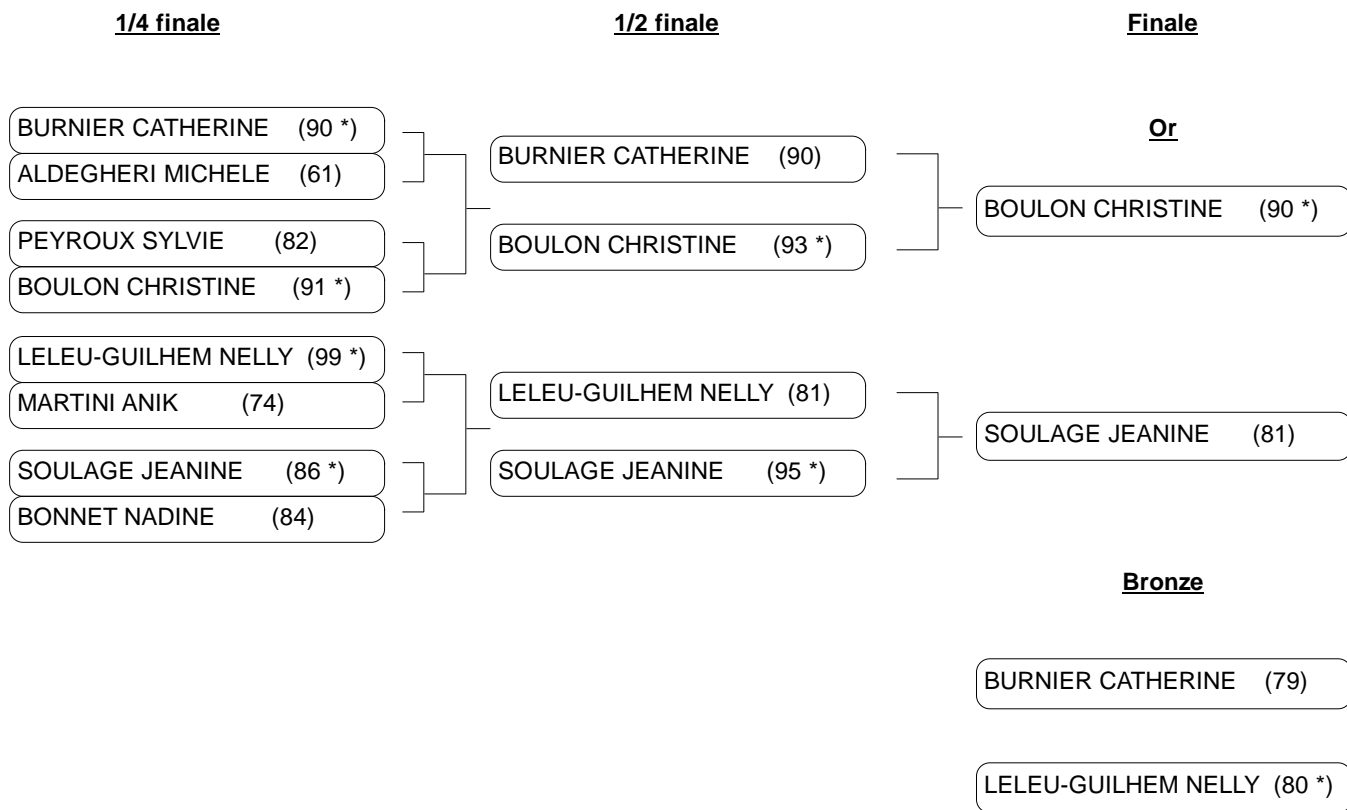 1/4 finale
1/2 finale
Finale
BURNIER CATHERINE (90 *)
ALDEGHERI MICHELE (61)
PEYROUX SYLVIE (82)
BOULON CHRISTINE (91 *)
LELEU-GUILHEM NELLY (99 *)
MARTINI ANIK (74)
SOULAGE JEANINE (86 *)
BONNET NADINE (84)
BURNIER CATHERINE (90)
BOULON CHRISTINE (93 *)
LELEU-GUILHEM NELLY (81)
SOULAGE JEANINE (95 *)
Or
BOULON CHRISTINE (90 *)
SOULAGE JEANINE (81)
Bronze
BURNIER CATHERINE (79)
LELEU-GUILHEM NELLY (80 *)